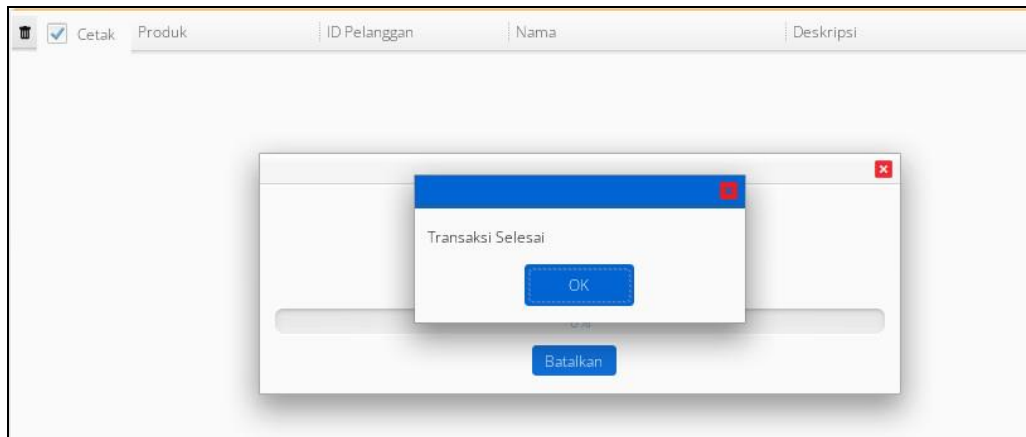 Cetak Produk ID Pelanggan Nama Deskripsi
Transaksi Selesai
OK
Batalkan